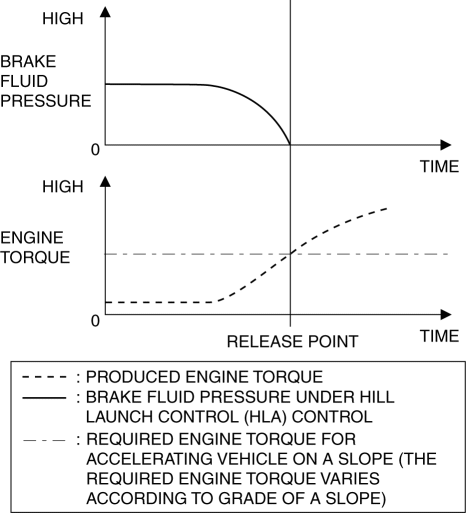 HIGH
BRAKE
FLUID
PRESSURE
0
TIME
HIGH
ENGINE
TORQUE
0
TIME
RELEASE POINT
: PRODUCED ENGINE TORQUE
: BRAKE FLUID PRESSURE UNDER HILL
LAUNCH CONTROL (HLA) CONTROL
: REQUIRED ENGINE TORQUE FOR
ACCELERATING VEHICLE ON A SLOPE (THE
REQUIRED ENGINE TORQUE VARIES
ACCORDING TO GRADE OF A SLOPE)